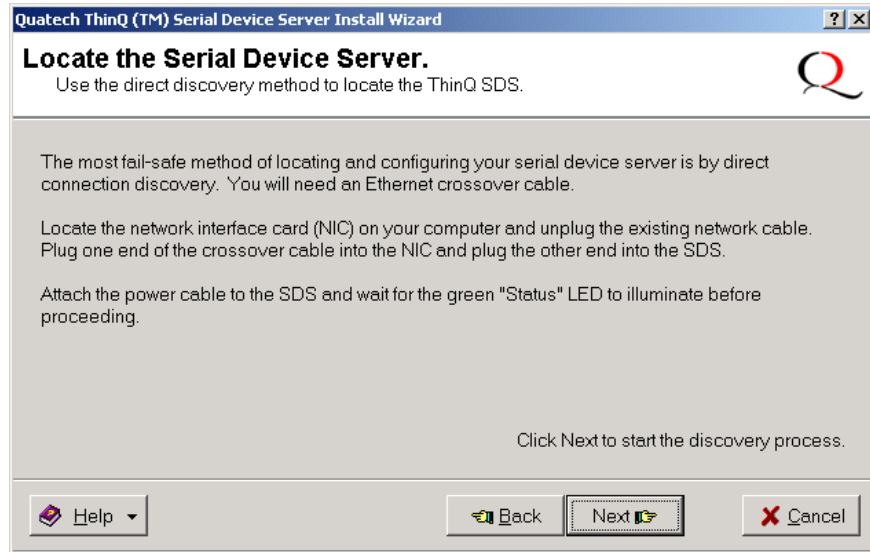 Quatech ThinQ (TM) Serial Device Server Install Wizard
Locate the Serial Device Server.
Use the direct discovery method to locate the ThinQ SDS.
The most fail-safe method of locating and configuring your serial device server is by direct
connection discovery. You will need an Ethernet crossover cable.
Locate the network interface card (NIC) on your computer and unplug the existing network cable.
Plug one end of the crossover cable into the NIC and plug the other end into the SDS.
Attach the power cable to the SDS and wait for the green "Status" LED to illuminate before
proceeding.
Click Next to start the discovery process.
Help Back Next Cancel